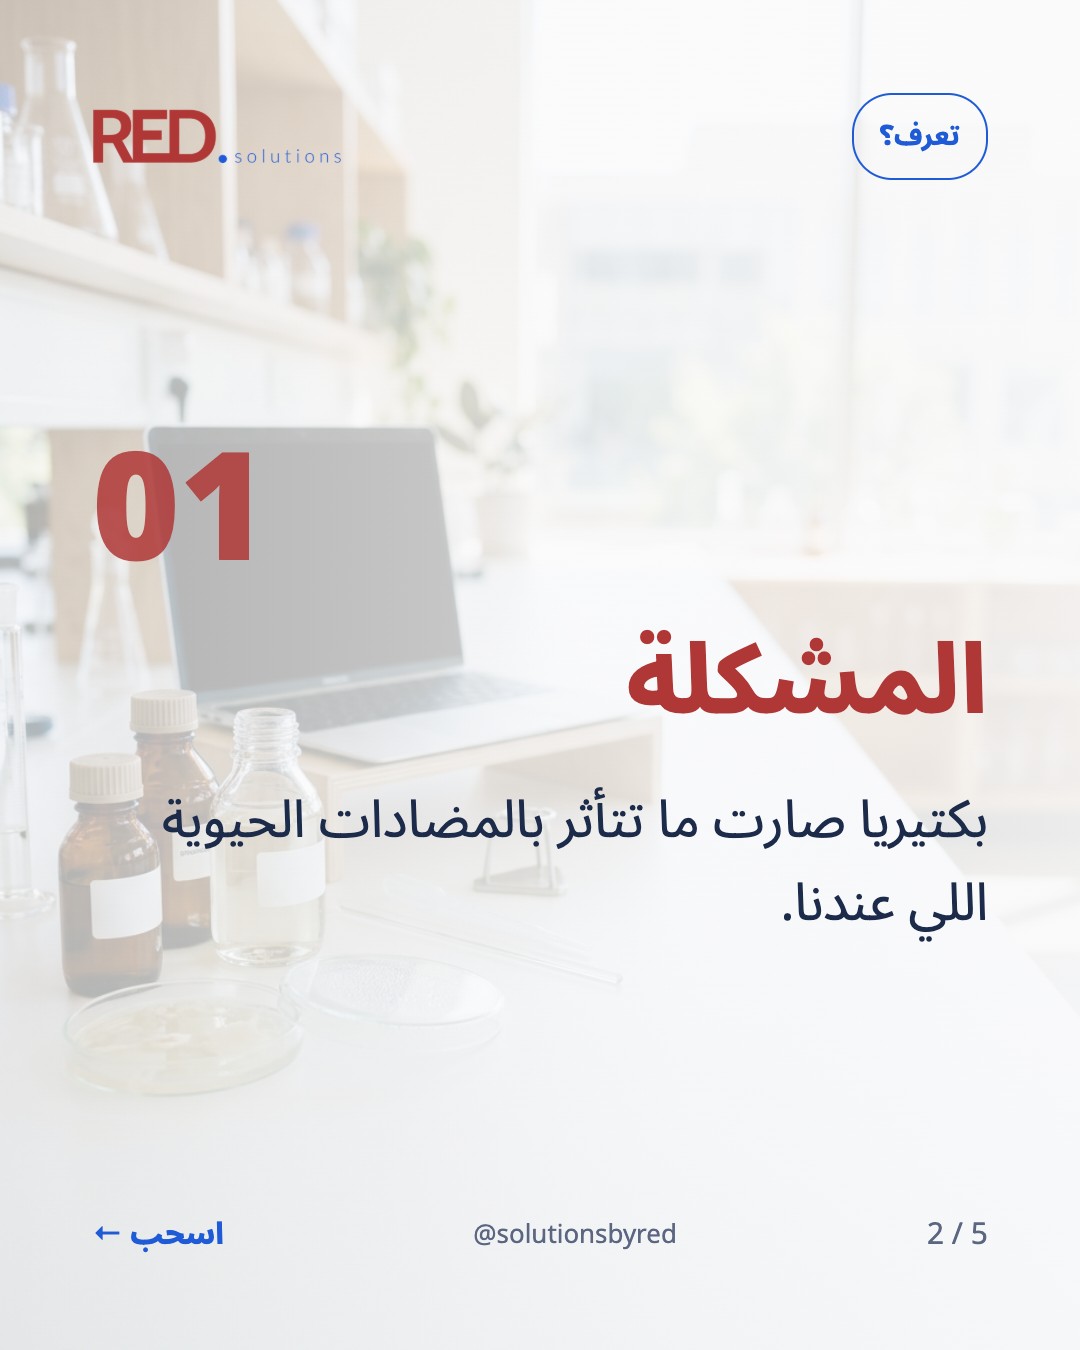 RED.solutions
تعرف؟
01
المشكلة
بكتيريا صارت ما تتأثر بالمضادات الحيوية
اللي عندنا.
2 / 5
@solutionsbyred
اسحب ←